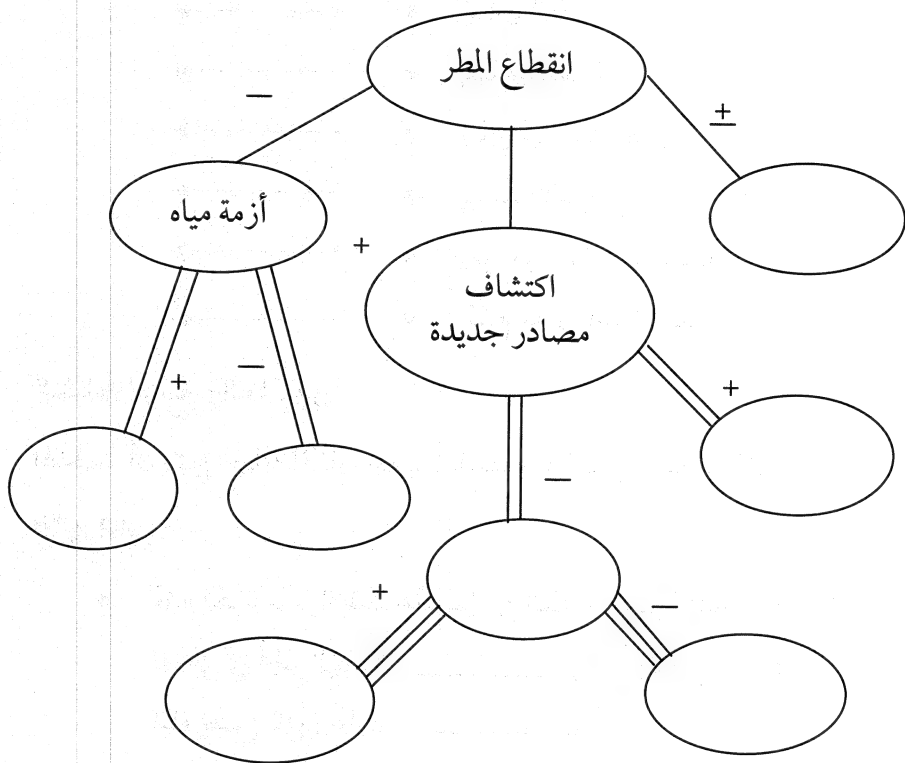 انقطاع المطر
—
±
أزمة مياه
+
اكتشاف
مصادر جديدة
+
—
+
—
+
—